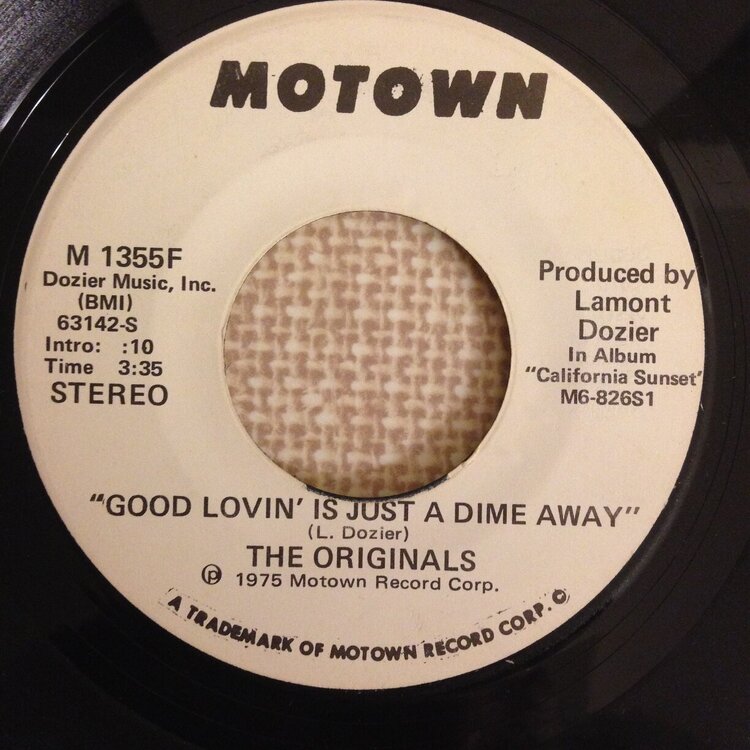 MOTOWN
M 1355F
Dozier Music, Inc.
(BMI)
63142-S
Intro: :10
Time 3:35
STEREO
Produced by
Lamont
Dozier
In Album
"California Sunset"
M6-826S1
"GOOD LOVIN' IS JUST A DIME AWAY"
(L. Dozier)
THE ORIGINALS
℗ 1975 Motown Record Corp.
A TRADEMARK OF MOTOWN RECORD CORP. ©